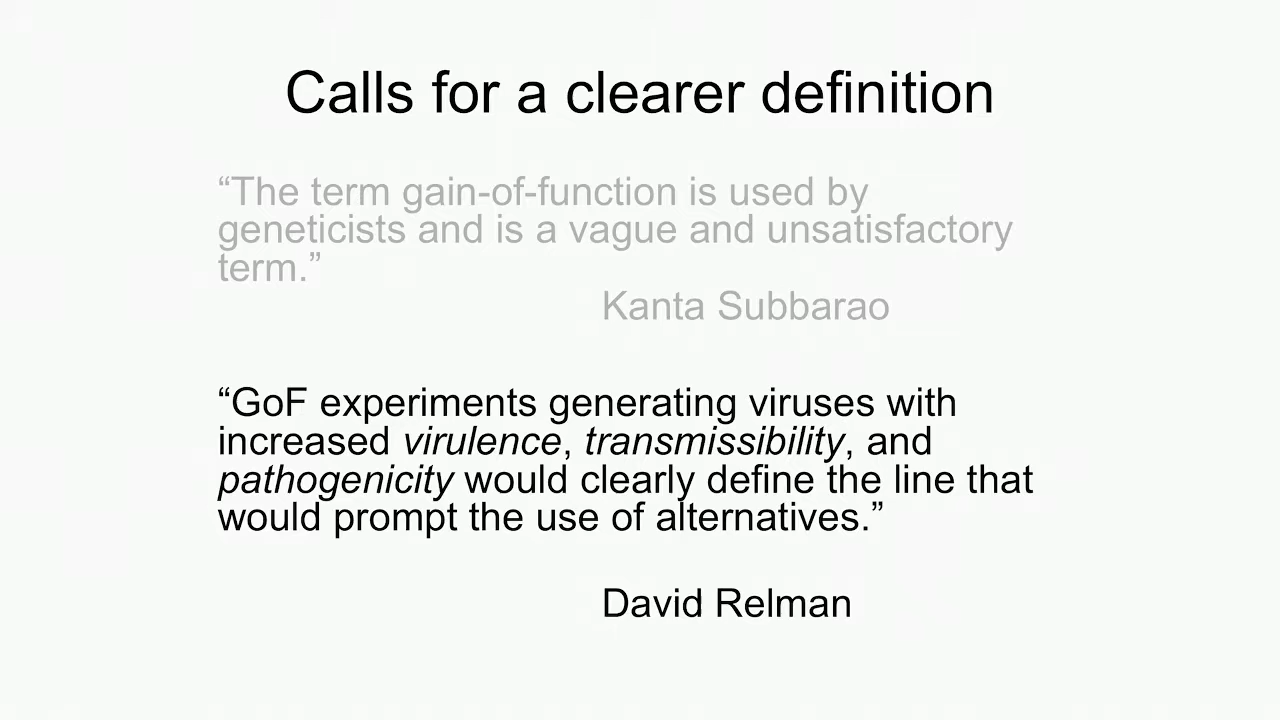 Calls for a clearer definition
“The term gain-of-function is used by
geneticists and is a vague and unsatisfactory
term.”
Kanta Subbarao
“GoF experiments generating viruses with
increased virulence, transmissibility, and
pathogenicity would clearly define the line that
would prompt the use of alternatives.”
David Relman